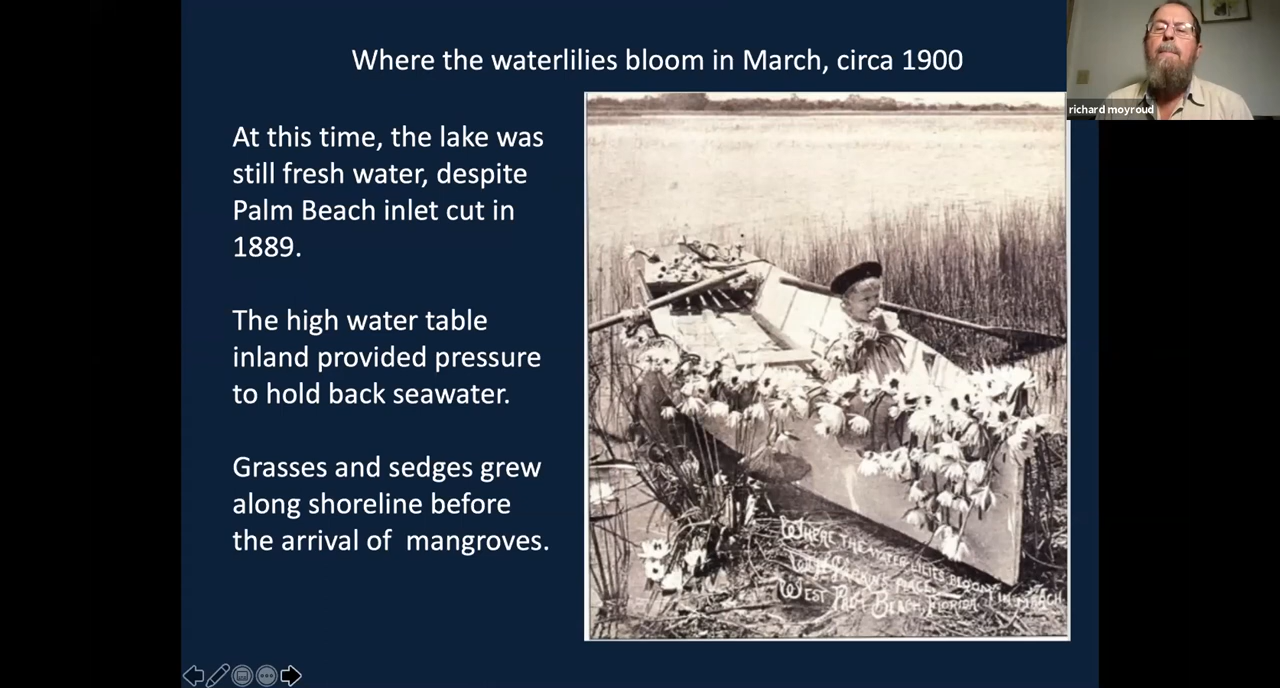 Where the waterlilies bloom in March, circa 1900
richard moyroud
At this time, the lake was
still fresh water, despite
Palm Beach inlet cut in
1889.
The high water table
inland provided pressure
to hold back seawater.
Grasses and sedges grew
along shoreline before
the arrival of mangroves.
WHERE THE WATER LILIES BLOOM IN MARCH
PLACE
WEST PALM BEACH, FLORIDA